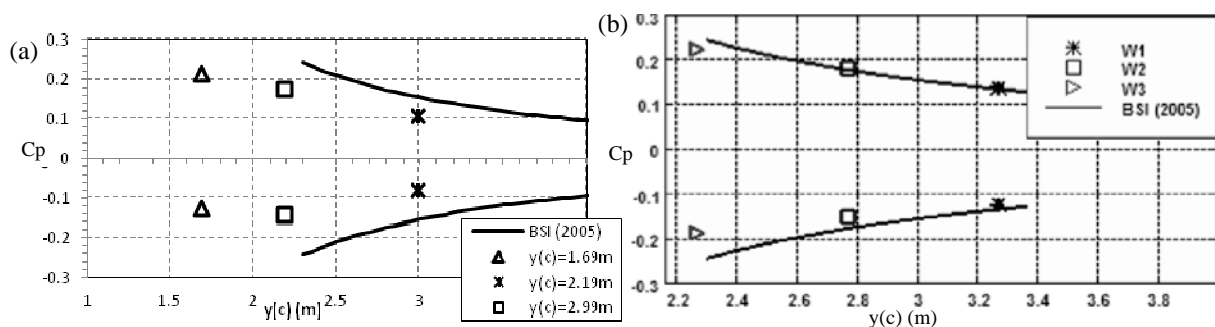 (a)
0.3
0.2
0.1
Cp
0
-0.1
-0.2
-0.3
1
1.5
2
2.5
3
y(c) (m)
BSI (2005)
y(c)=1.69m
y(c)=2.19m
y(c)=2.99m
(b)
0.3
0.2
0.1
Cp
0
-0.1
-0.2
-0.3
2.2
2.4
2.6
2.8
3
3.2
3.4
3.6
3.8
y(c) (m)
W1
W2
W3
BSI (2005)